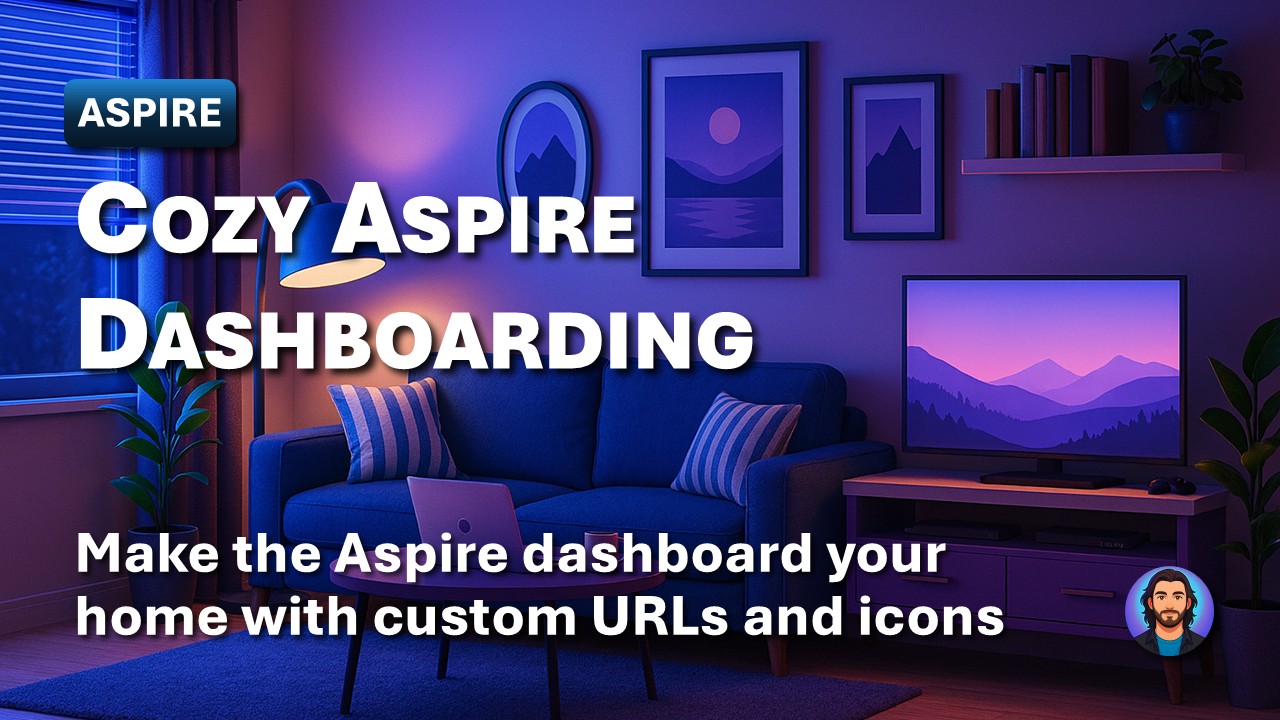 ASPIRE
Cozy Aspire
Dashboarding
Make the Aspire dashboard your
home with custom URLs and icons